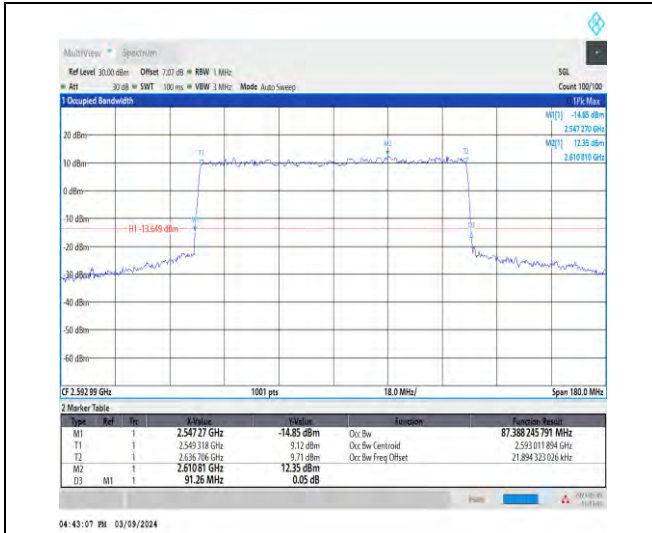 MultiView Spectrum
Ref Level 30.00 dBm Offset 7.07 dB RBW 1 MHz SGL
Att 30 dB SWT 100 ms VBW 3 MHz Mode Auto Sweep Count 100/100
1 Occupied Bandwidth 1Pk Max
M1[1] -14.85 dBm
2.547 270 GHz
20 dBm M2[1] 12.35 dBm
2.610 810 GHz
T1 M2 T2
10 dBm
0 dBm
-10 dBm
H1 -13.649 dBm
-30 dBm
-40 dBm
-50 dBm
-60 dBm
CF 2.592 99 GHz 1001 pts 18.0 MHz/ Span 180.0 MHz
2 Marker Table
Type Ref Trc X-Value Y-Value Function Function Result
M1 1 2.547 27 GHz -14.85 dBm Occ Bw 87.388 245 791 MHz
T1 1 2.549 318 GHz 9.12 dBm Occ Bw Centroid 2.593 011 894 GHz
T2 1 2.636 706 GHz 9.71 dBm Occ Bw Freq Offset 21.894 323 026 kHz
M2 1 2.610 81 GHz 12.35 dBm
D3 M1 1 91.26 MHz 0.05 dB
04:43:07 PM 03/09/2024